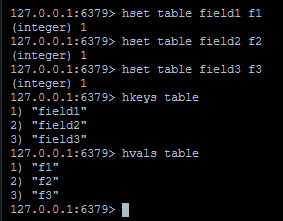 127.0.0.1:6379> hset table field1 f1
(integer) 1
127.0.0.1:6379> hset table field2 f2
(integer) 1
127.0.0.1:6379> hset table field3 f3
(integer) 1
127.0.0.1:6379> hkeys table
1) "field1"
2) "field2"
3) "field3"
127.0.0.1:6379> hvals table
1) "f1"
2) "f2"
3) "f3"
127.0.0.1:6379>